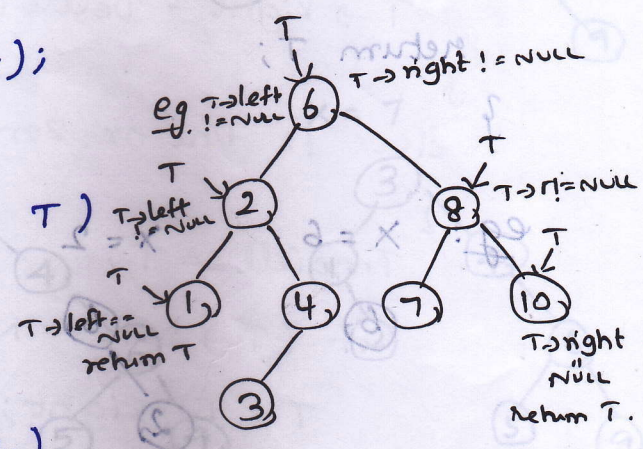 );
T
T→right != NULL
eg. T→left
!= NULL
6
T
T
T)
T→left
!= NULL
2
8
T→r!=NULL
T
T
1
4
7
10
T→left==
NULL
return T
T→right
=
NULL
return T.
3
)